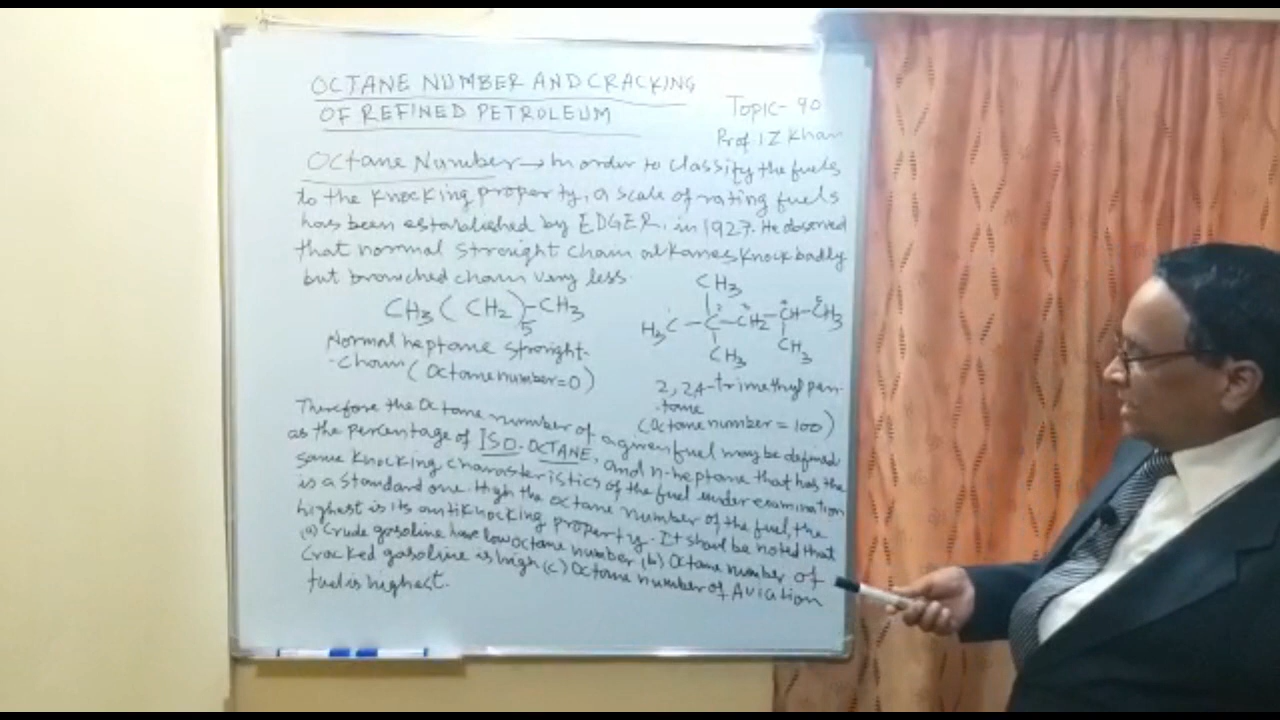 OCTANE NUMBER AND CRACKING
OF REFINED PETROLEUM
Topic-90
Prof IZ Khan
Octane Number → In order to classify the fuels
to the knocking property, a scale of rating fuels
has been established by EDGER, in 1927. He observed
that normal straight chain alkanes knock badly
but branched chain very less
CH3(CH2)5-CH3
Normal heptane straight-
-chain (Octane number=0)
CH3
H3C-C-CH2-CH-CH3
CH3 CH3
2,2,4-trimethyl pen-
-tane
(Octane number = 100)
Therefore the Octane number of a given fuel may be defined
as the percentage of ISO-OCTANE, and n-heptane that has the
same knocking characteristics of the fuel under examination
is a standard one. High the octane number of the fuel, the
highest is its antiknocking property. It shoul be noted that
(a) Crude gasoline have low octane number (b) Octane number of
Cracked gasoline is high (c) Octane number of Aviation
fuel is highest.